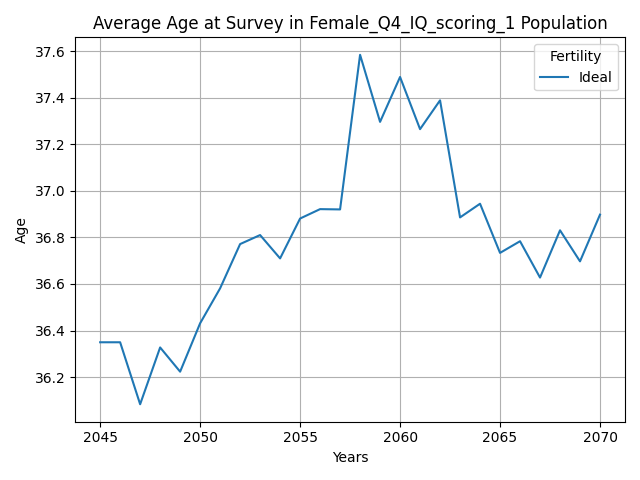 Average Age at Survey in Female_Q4_IQ_scoring_1 Population
Fertility
Ideal
37.6
37.4
37.2
37.0
36.8
36.6
36.4
36.2
Age
2045 2050 2055 2060 2065 2070
Years